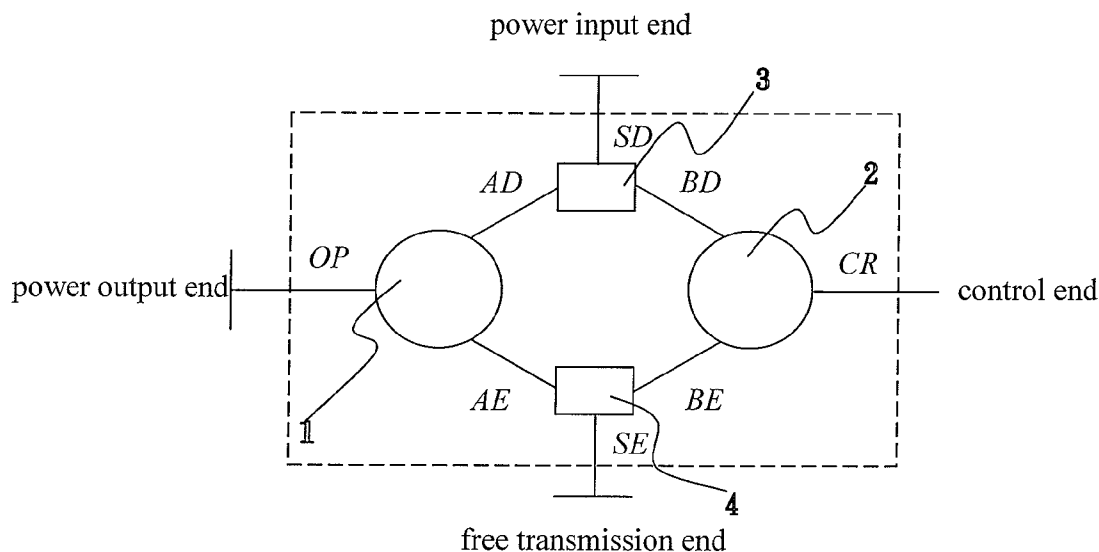 power input end
3
SD
AD
BD
2
OP
CR
power output end
control end
AE
BE
1
SE
4
free transmission end